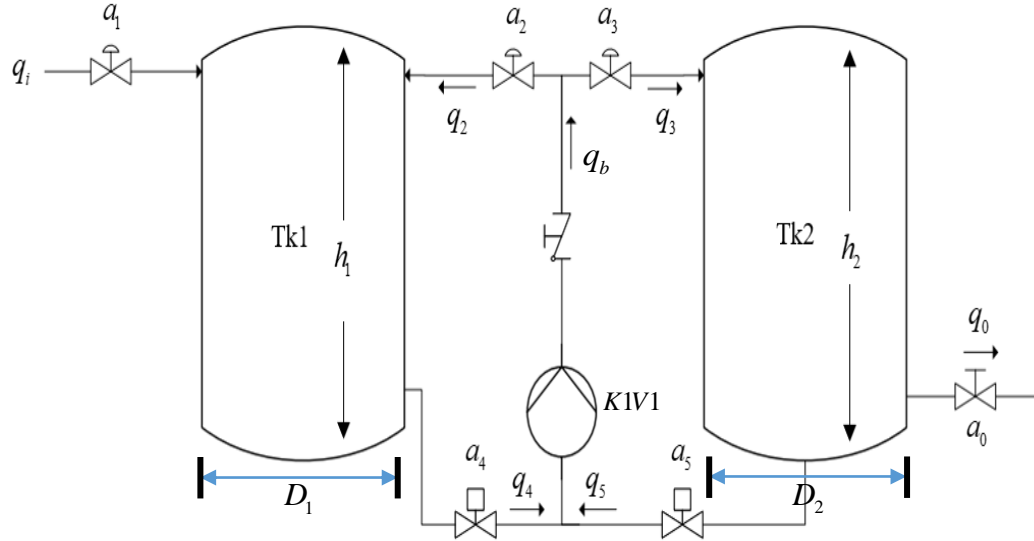 a₁
a₂
a₃
qᵢ
q₂
q₃
q_b
Tk1
h₁
Tk2
h₂
q₀
K1V1
a₀
a₄
q₄
q₅
a₅
D₁
D₂